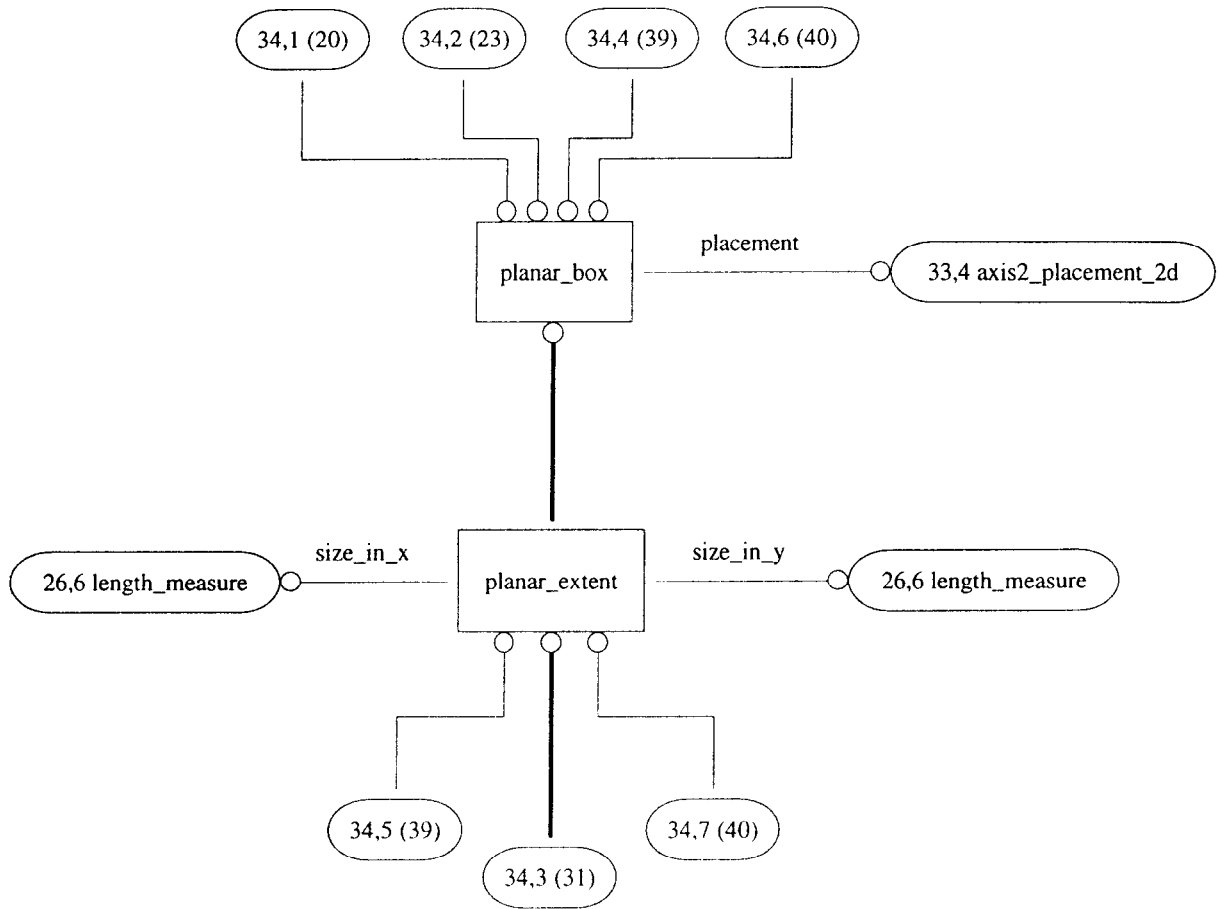 34,1 (20)
34,2 (23)
34,4 (39)
34,6 (40)
placement
planar_box
33,4 axis2_placement_2d
size_in_x
size_in_y
26,6 length_measure
planar_extent
26,6 length_measure
34,5 (39)
34,7 (40)
34,3 (31)